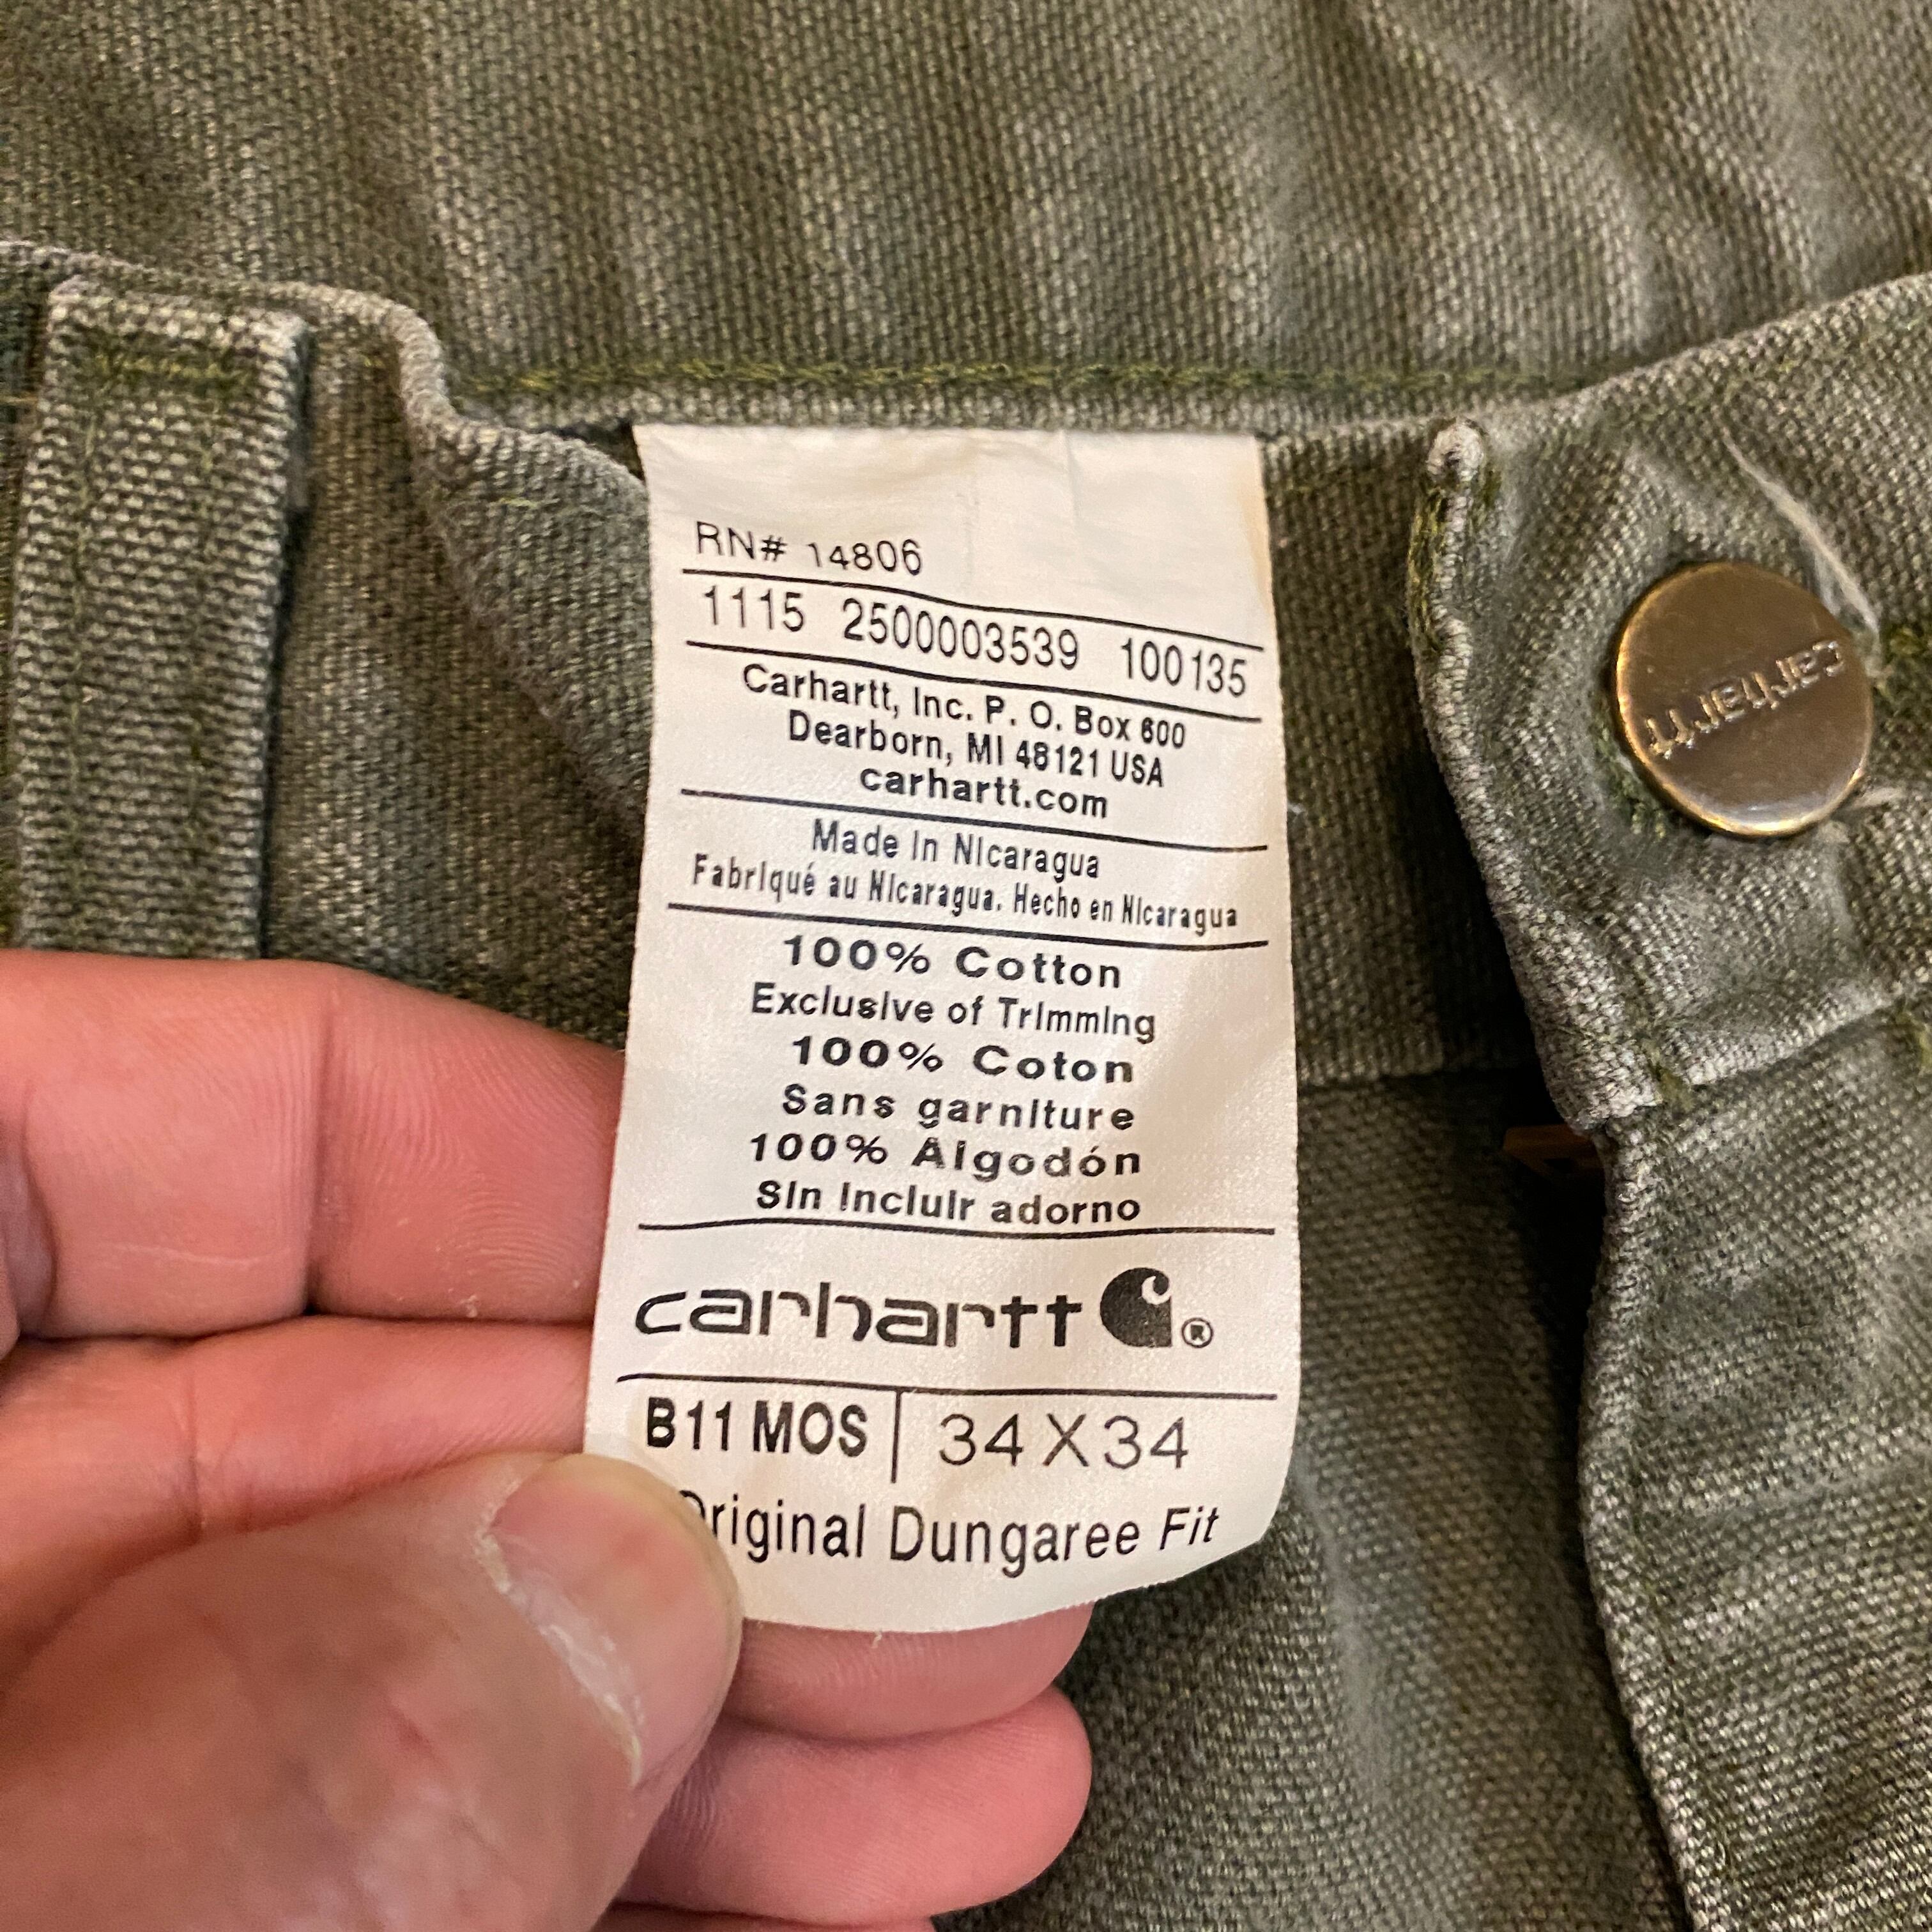 RN# 14806
1115 2500003539 100135
Carhartt, Inc. P. O. Box 600
Dearborn, MI 48121 USA
carhartt.com
Made in Nicaragua
Fabriqué au Nicaragua. Hecho en Nicaragua
100% Cotton
Exclusive of Trimming
100% Coton
Sans garniture
100% Algodón
Sin incluir adorno
carhartt ®
B11 MOS 34 X 34
Original Dungaree Fit
carhartt